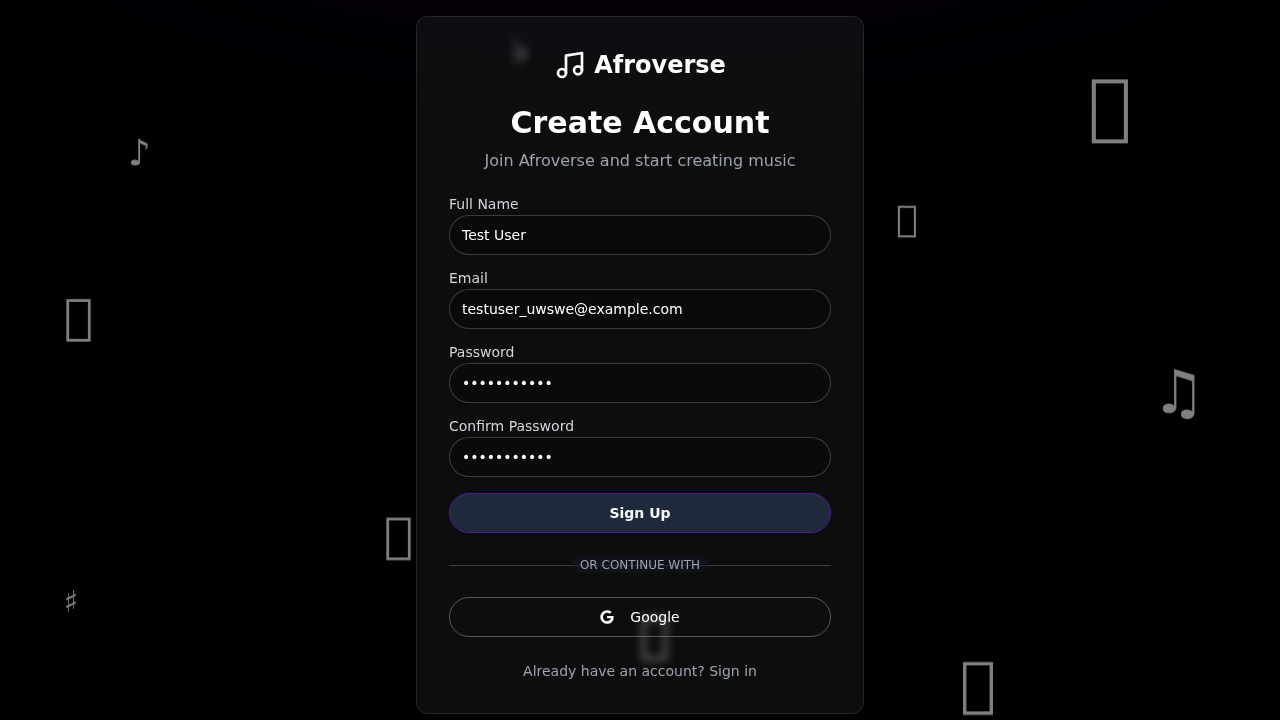 Afroverse
Create Account
Join Afroverse and start creating music
Full Name
Test User
Email
testuser_uwswe@example.com
Password
•••••••••••
Confirm Password
•••••••••••
Sign Up
OR CONTINUE WITH
Google
Already have an account? Sign in